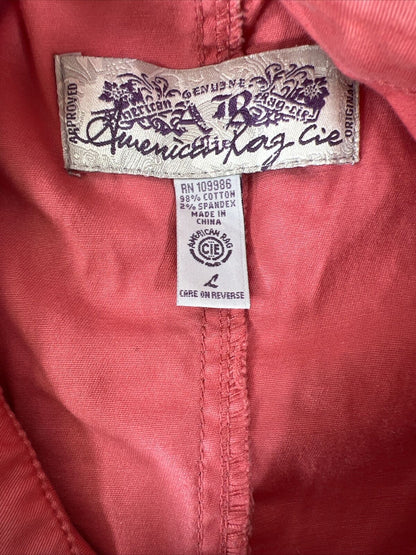 GENUINE
APPROVED
ORIGINAL
American
AR
American Rag Cie
RN 109986
98% COTTON
2% SPANDEX
MADE IN
CHINA
AMERICAN RAG
CIE
L
CARE ON REVERSE